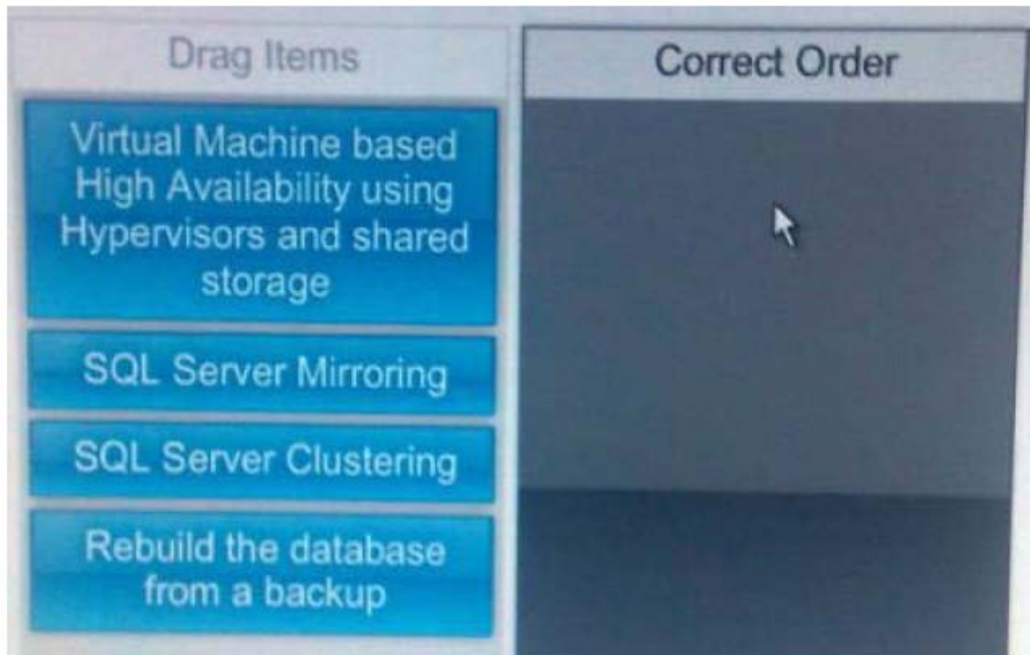 Drag Items
Correct Order
Virtual Machine based
High Availability using
Hypervisors and shared
storage
SQL Server Mirroring
SQL Server Clustering
Rebuild the database
from a backup